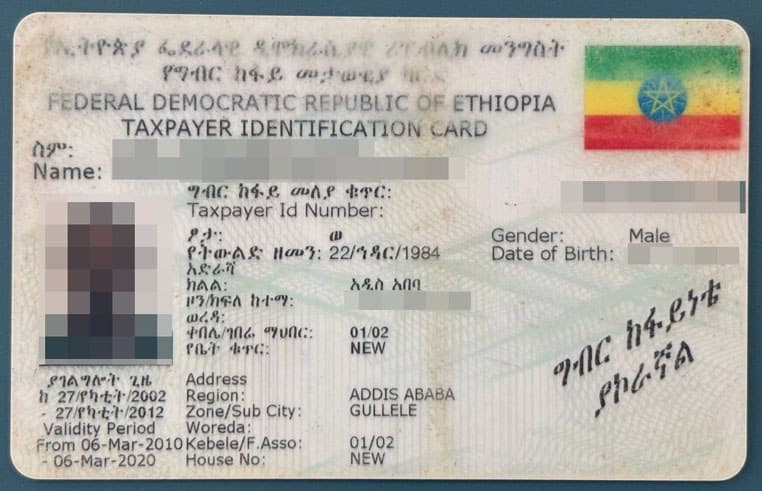 የኢትዮጵያ ፌደራላዊ ዲሞክራሲያዊ ሪፐብሊክ መንግስት
የግብር ከፋይ መታወቂያ ካርድ
FEDERAL DEMOCRATIC REPUBLIC OF ETHIOPIA
TAXPAYER IDENTIFICATION CARD
ስም:
Name:
ግብር ከፋይ መለያ ቁጥር:
Taxpayer Id Number:
ፆታ: ወ
Gender: Male
የትውልድ ዘመን: 22/ኅዳር/1984
Date of Birth:
አድራሻ
ክልል: አዲስ አበባ
ዞን/ክፍለ ከተማ:
ወረዳ:
ቀበሌ/ገበሬ ማህበር: 01/02
የቤት ቁጥር: NEW
ግብር ከፋይነቴ
ያኮራኛል
ያገልግሎት ጊዜ
ከ 27/የካቲት/2002
- 27/የካቲት/2012
Validity Period
From 06-Mar-2010
- 06-Mar-2020
Address
Region: ADDIS ABABA
Zone/Sub City: GULLELE
Woreda:
Kebele/F.Asso: 01/02
House No: NEW